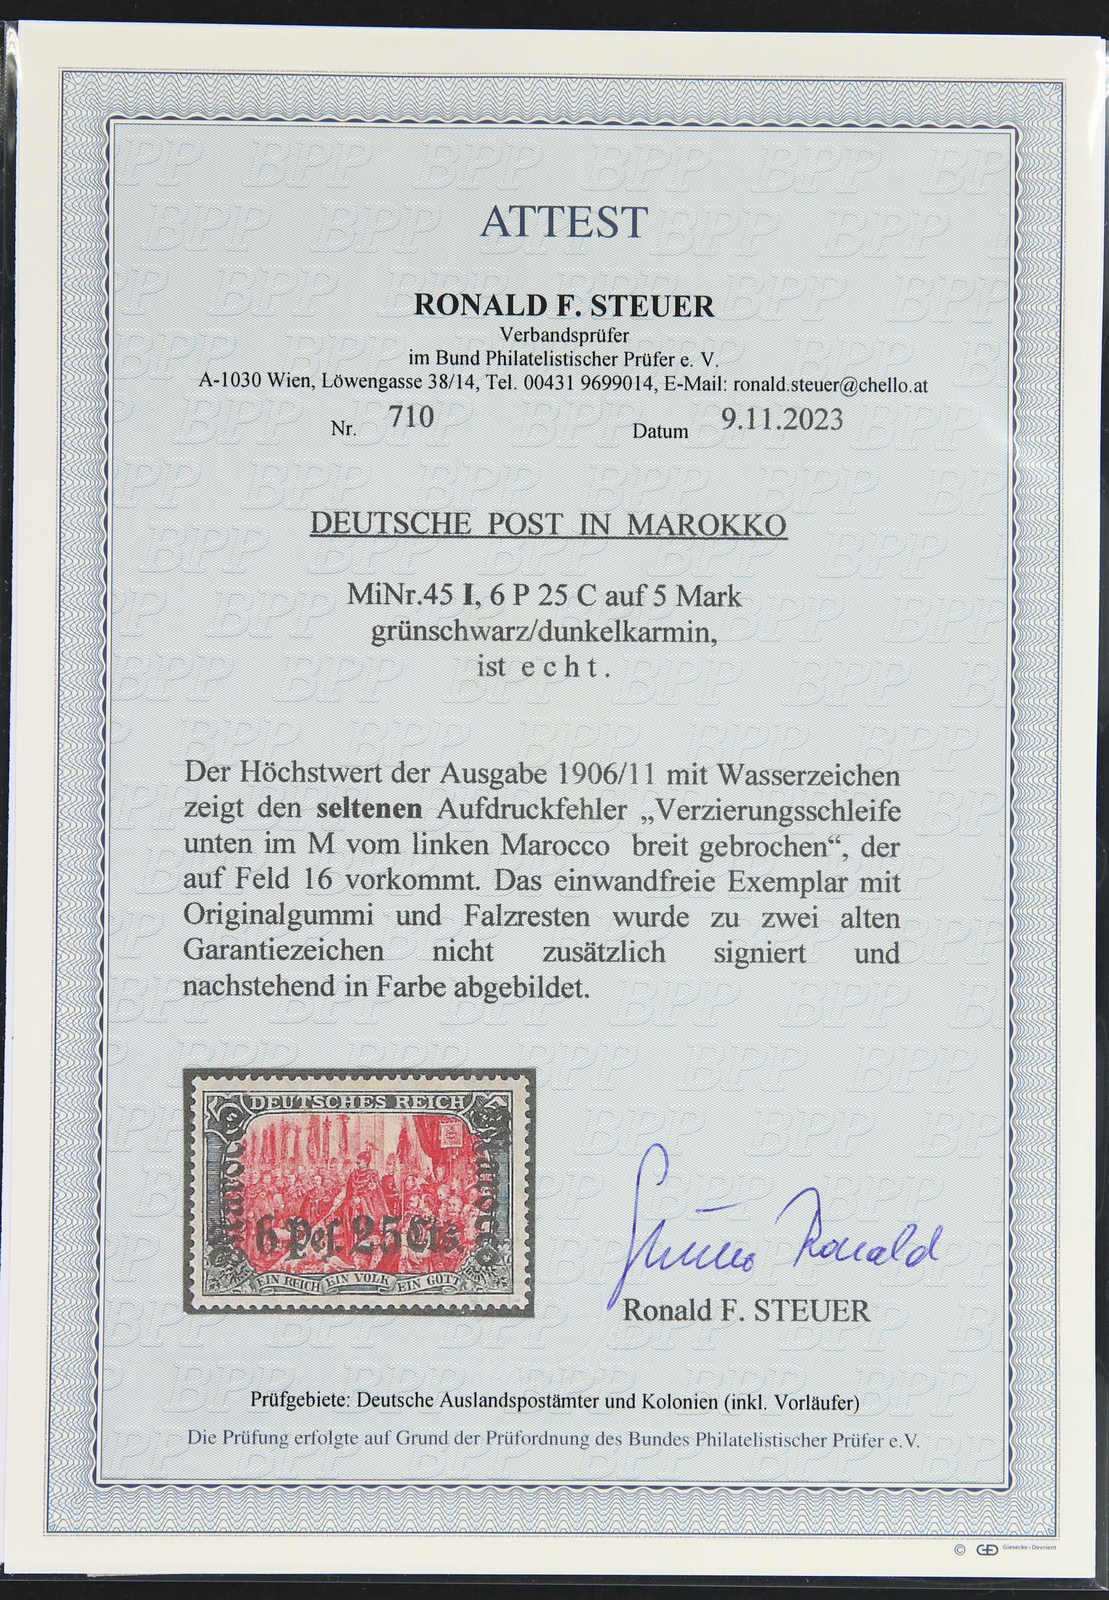 ATTEST
RONALD F. STEUER
Verbandsprüfer
im Bund Philatelistischer Prüfer e. V.
A-1030 Wien, Löwengasse 38/14, Tel. 00431 9699014, E-Mail: ronald.steuer@chello.at
Nr. 710 Datum 9.11.2023
DEUTSCHE POST IN MAROKKO
MiNr.45 I, 6 P 25 C auf 5 Mark
grünschwarz/dunkelkarmin,
ist e c h t .
Der Höchstwert der Ausgabe 1906/11 mit Wasserzeichen
zeigt den seltenen Aufdruckfehler „Verzierungsschleife
unten im M vom linken Marocco breit gebrochen“, der
auf Feld 16 vorkommt. Das einwandfreie Exemplar mit
Originalgummi und Falzresten wurde zu zwei alten
Garantiezeichen nicht zusätzlich signiert und
nachstehend in Farbe abgebildet.
DEUTSCHES REICH
Marocco
Marocco
6 Pes. 25 Cts.
EIN REICH EIN VOLK EIN GOTT
Ronald
Ronald F. STEUER
Prüfgebiete: Deutsche Auslandspostämter und Kolonien (inkl. Vorläufer)
Die Prüfung erfolgte auf Grund der Prüfordnung des Bundes Philatelistischer Prüfer e.V.
© GD Giesecke+Devrient